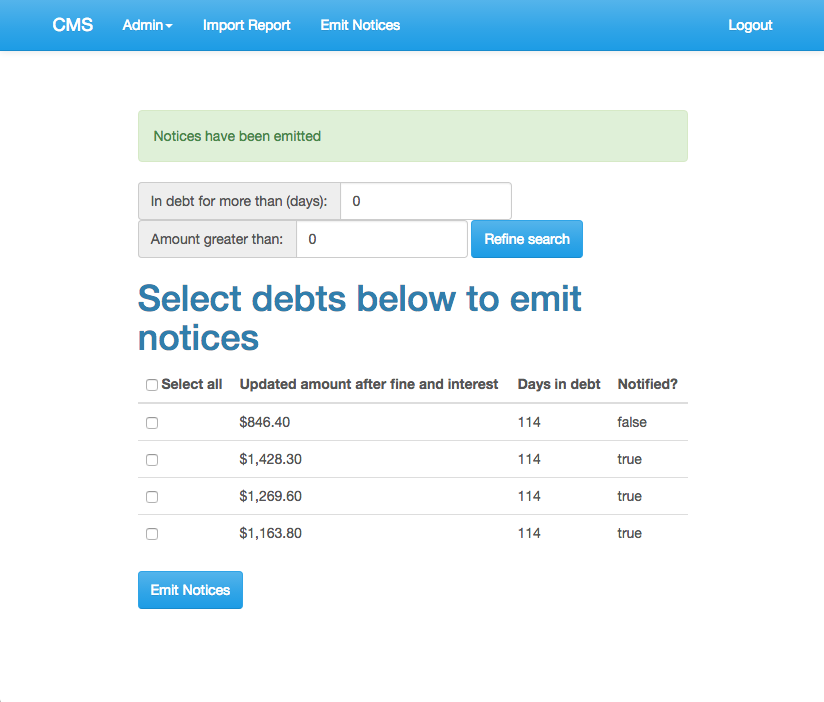 CMS Admin Import Report Emit Notices Logout
Notices have been emitted
In debt for more than (days): 0
Amount greater than: 0 Refine search
Select debts below to emit
notices
Select all Updated amount after fine and interest Days in debt Notified?
$846.40 114 false
$1,428.30 114 true
$1,269.60 114 true
$1,163.80 114 true
Emit Notices